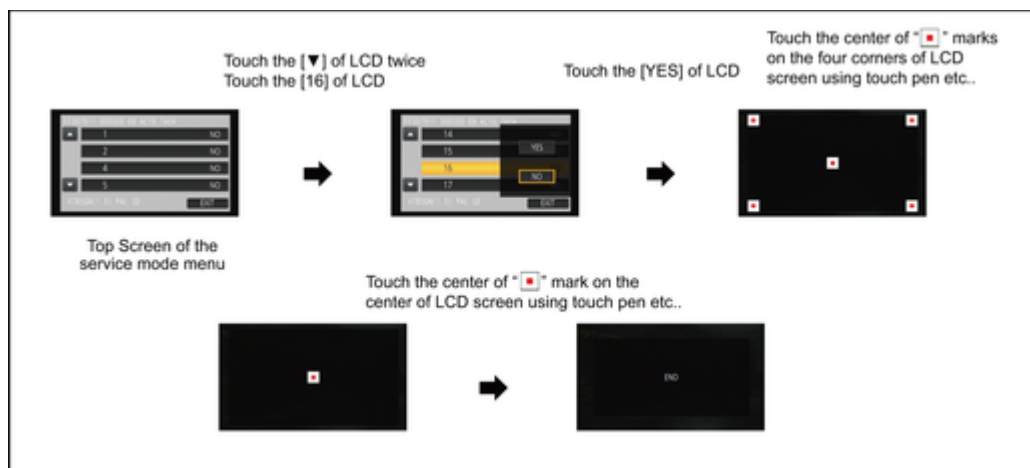 Touch the [▼] of LCD twice
Touch the [16] of LCD
Touch the [YES] of LCD
Touch the center of “ ” marks
on the four corners of LCD
screen using touch pen etc..
1 NO
2 NO
4 NO
5 NO
EXIT
14
15
16
17
YES
NO
EXIT
Top Screen of the
service mode menu
Touch the center of “ ” mark on the
center of LCD screen using touch pen etc..
END